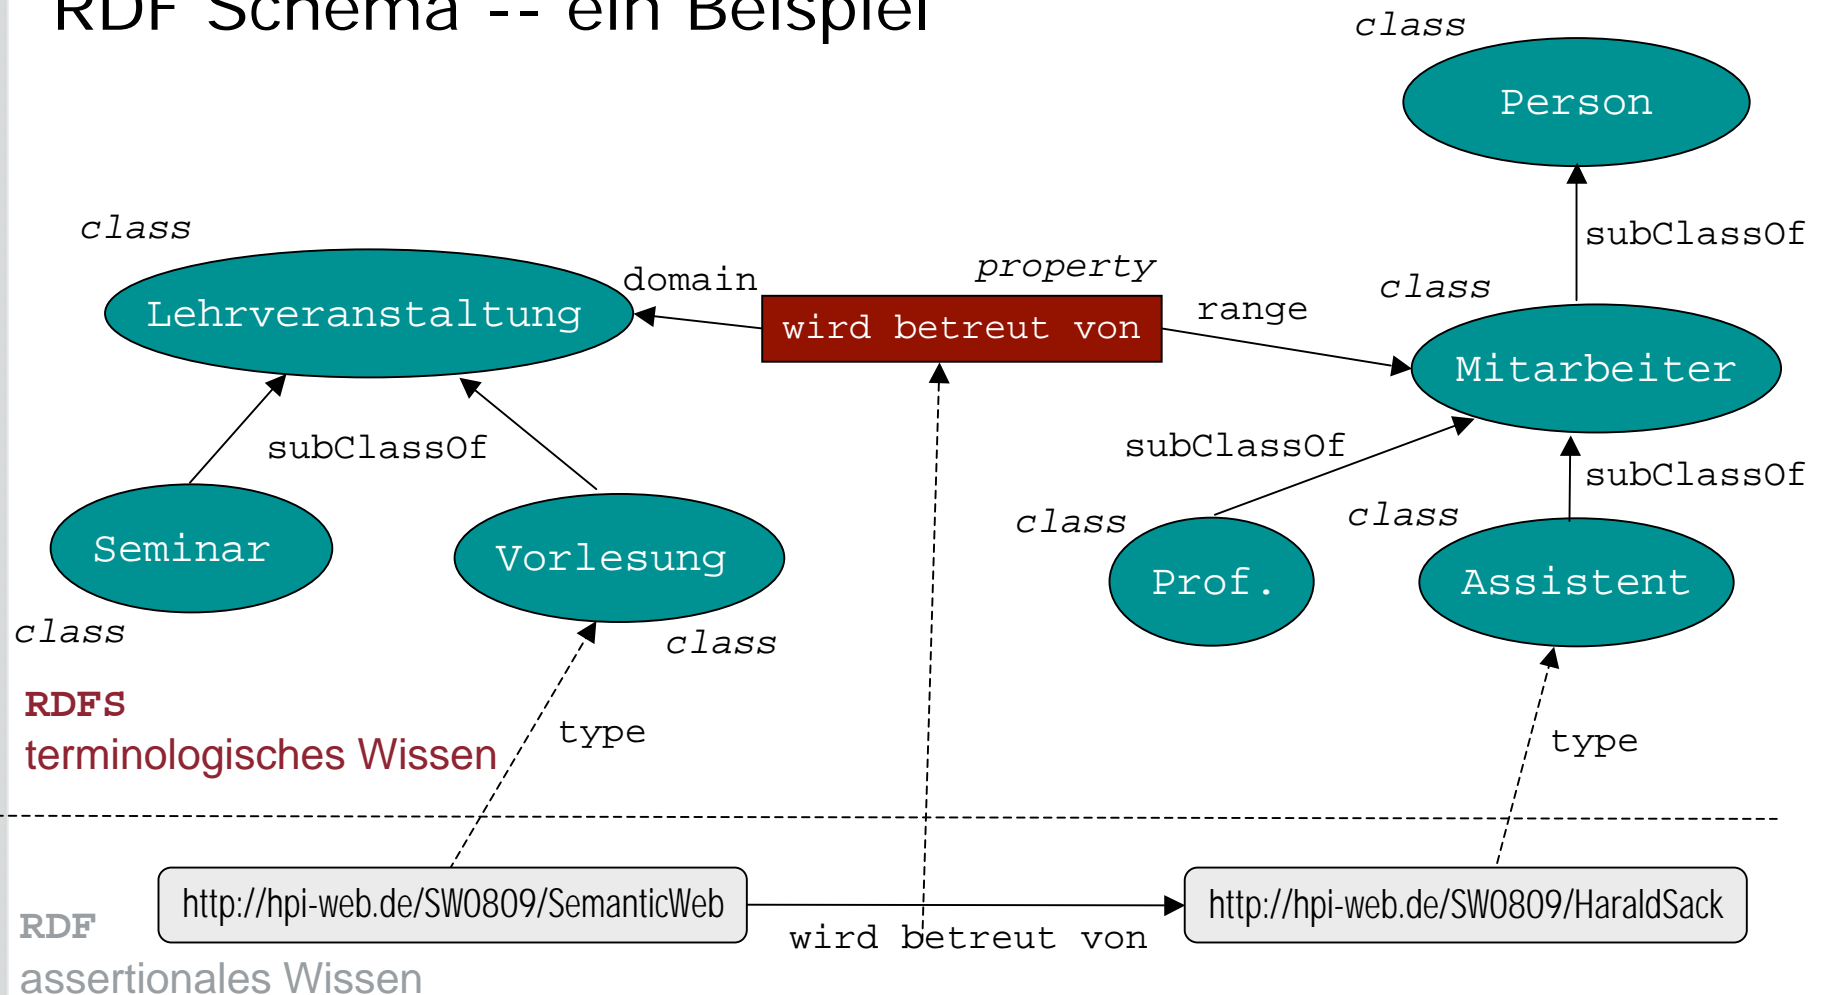 RDF Schema -- ein Beispiel
class
Person
subClassOf
class
Lehrveranstaltung
domain
property
wird betreut von
range
class
Mitarbeiter
subClassOf
subClassOf
subClassOf
class
Seminar
Vorlesung
class
Prof.
class
Assistent
class
RDFS
terminologisches Wissen
type
type
http://hpi-web.de/SW0809/SemanticWeb
wird betreut von
http://hpi-web.de/SW0809/HaraldSack
RDF
assertionales Wissen